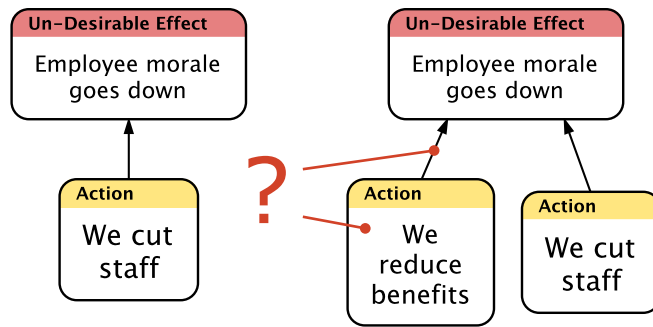 Un-Desirable Effect
Employee morale
goes down
Action
We cut
staff
?
Un-Desirable Effect
Employee morale
goes down
Action
We
reduce
benefits
Action
We cut
staff